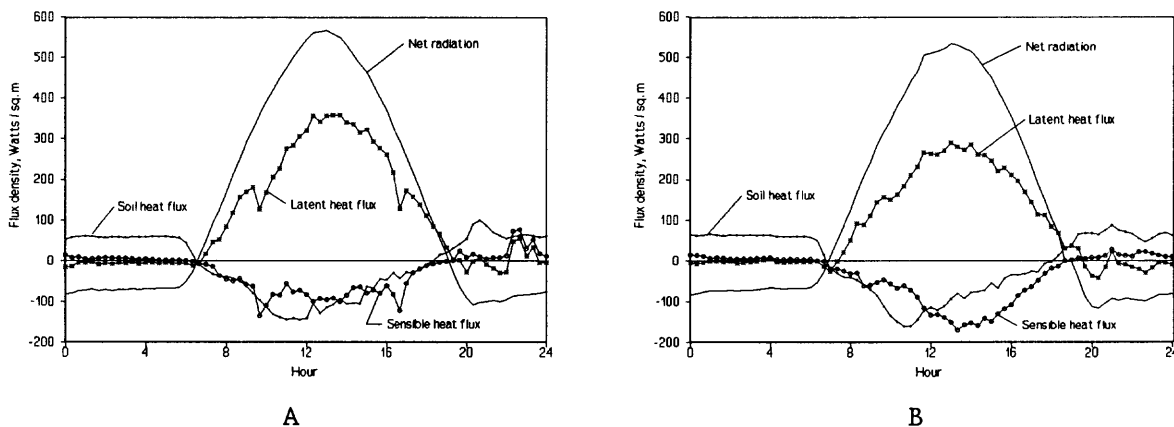 600
500
400
300
200
100
0
-100
-200
Flux density, Watts / sq. m
Net radiation
Soil heat flux
Latent heat flux
Sensible heat flux
0 4 8 12 16 20 24
Hour
A
600
500
400
300
200
100
0
-100
-200
Flux density, Watts / sq. m
Net radiation
Latent heat flux
Soil heat flux
Sensible heat flux
0 4 8 12 16 20 24
Hour
B